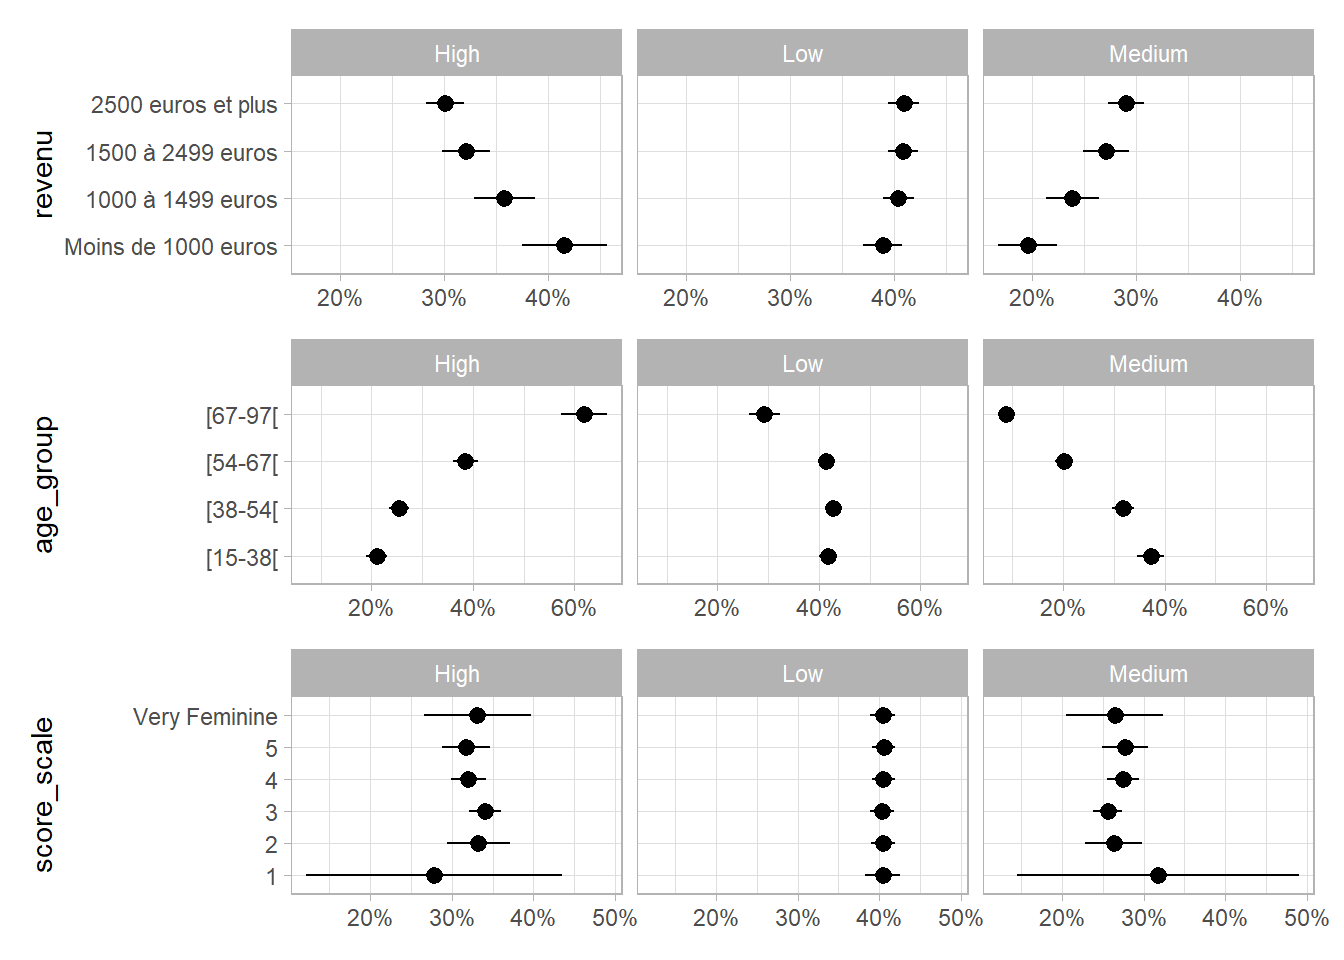 High Low Medium
revenu
2500 euros et plus
1500 à 2499 euros
1000 à 1499 euros
Moins de 1000 euros
20% 30% 40% 20% 30% 40% 20% 30% 40%
High Low Medium
age_group
[67-97[
[54-67[
[38-54[
[15-38[
20% 40% 60% 20% 40% 60% 20% 40% 60%
High Low Medium
score_scale
Very Feminine
5
4
3
2
1
20% 30% 40% 50% 20% 30% 40% 50% 20% 30% 40% 50%